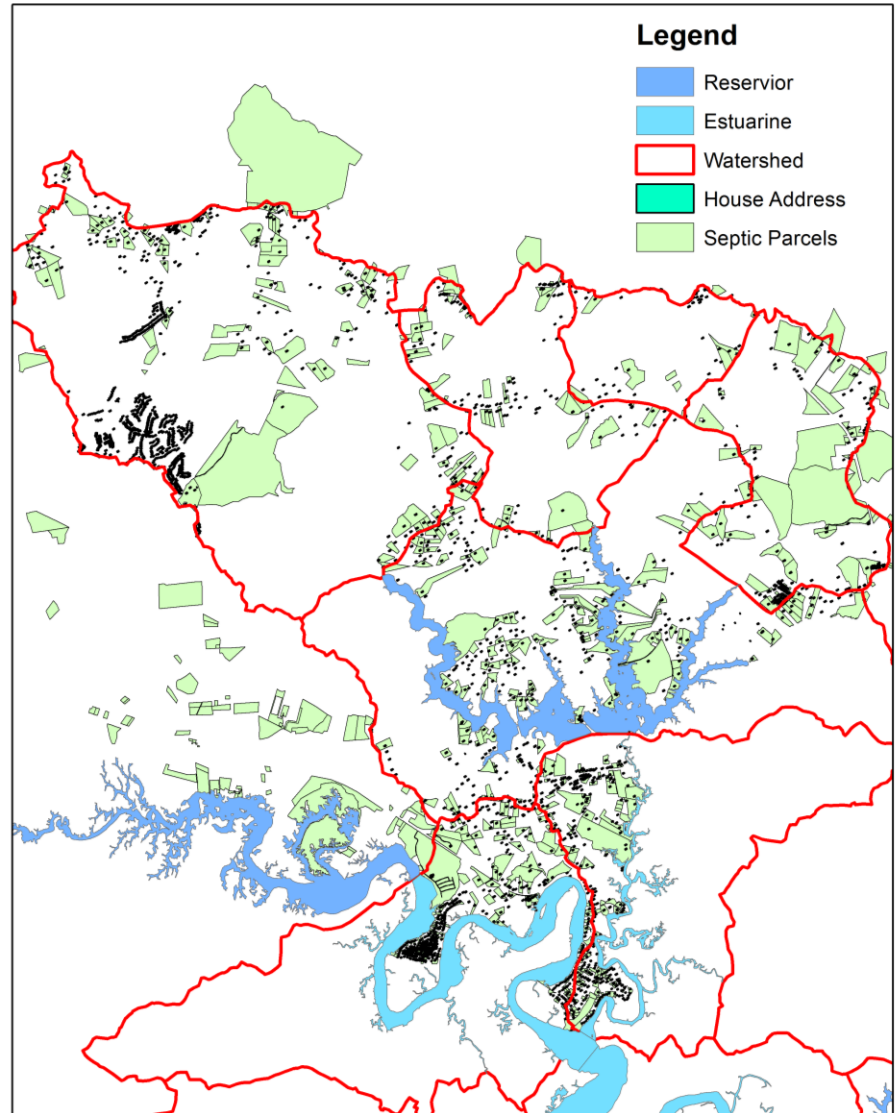 Legend
Reservior
Estuarine
Watershed
House Address
Septic Parcels